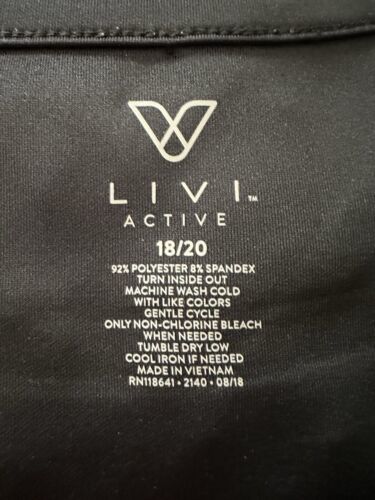 LIVI™
ACTIVE
18/20
92% POLYESTER 8% SPANDEX
TURN INSIDE OUT
MACHINE WASH COLD
WITH LIKE COLORS
GENTLE CYCLE
ONLY NON-CHLORINE BLEACH
WHEN NEEDED
TUMBLE DRY LOW
COOL IRON IF NEEDED
MADE IN VIETNAM
RN118641 • 2140 • 08/18